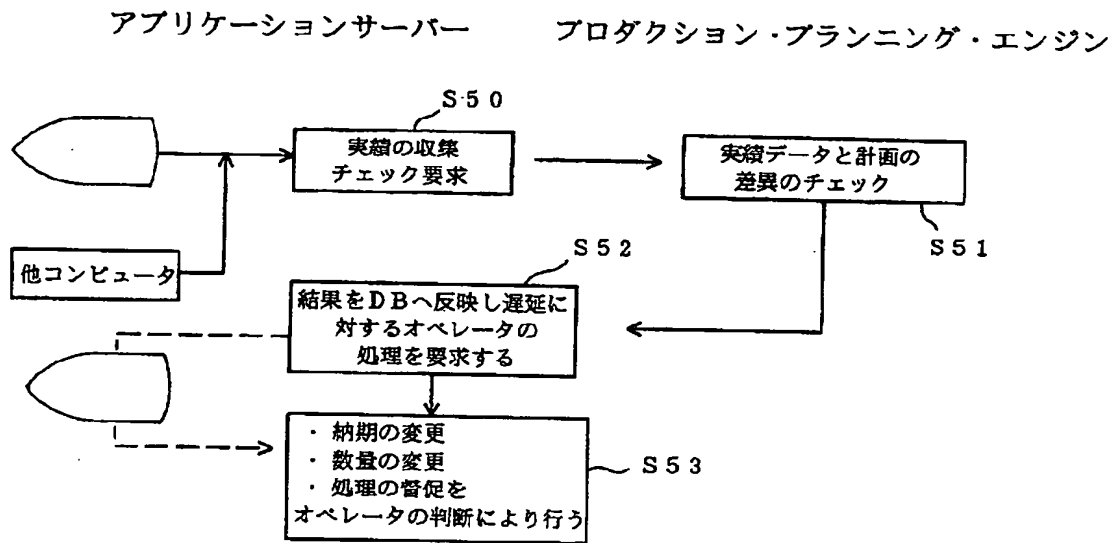 アプリケーションサーバー
プロダクション・プランニング・エンジン
S50
実績の収集
チェック要求
実績データと計画の
差異のチェック
S51
他コンピュータ
S52
結果をDBへ反映し遅延に
対するオペレータの
処理を要求する
・納期の変更
・数量の変更
・処理の督促を
オペレータの判断により行う
S53